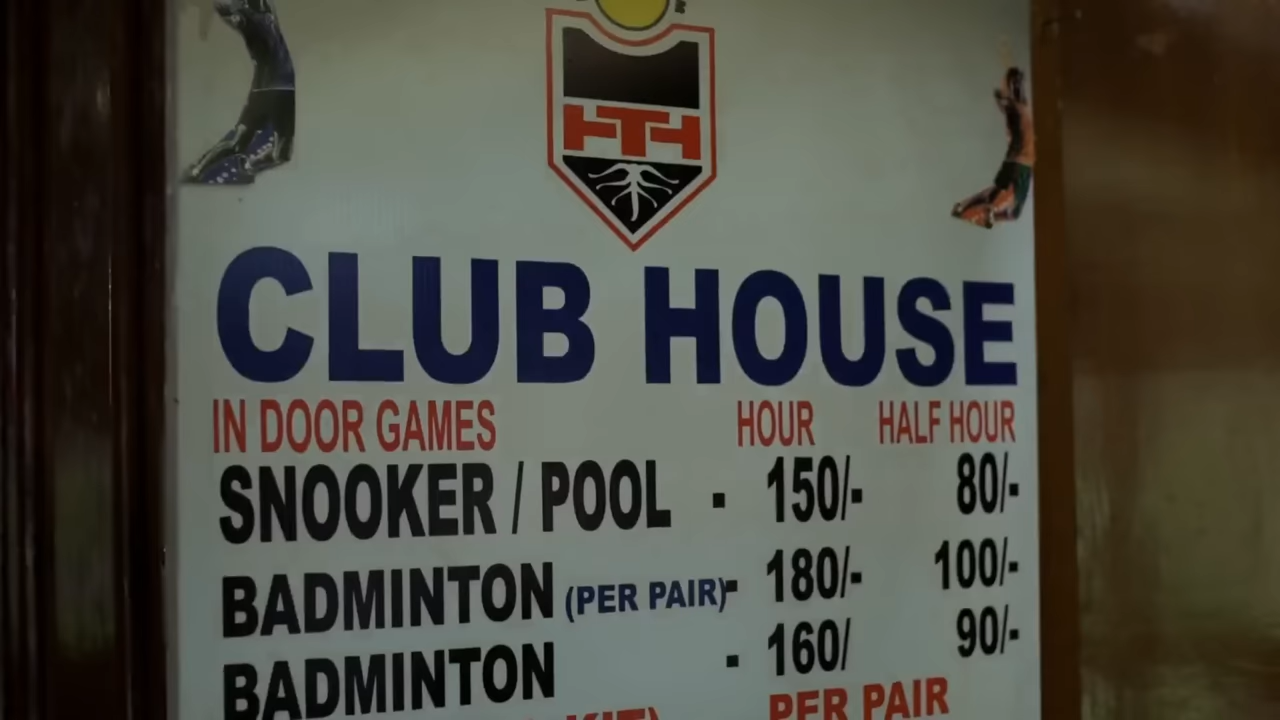 HTH
CLUB HOUSE
IN DOOR GAMES HOUR HALF HOUR
SNOOKER / POOL - 150/- 80/-
BADMINTON (PER PAIR)- 180/- 100/-
BADMINTON - 160/ 90/-
KIT) PER PAIR